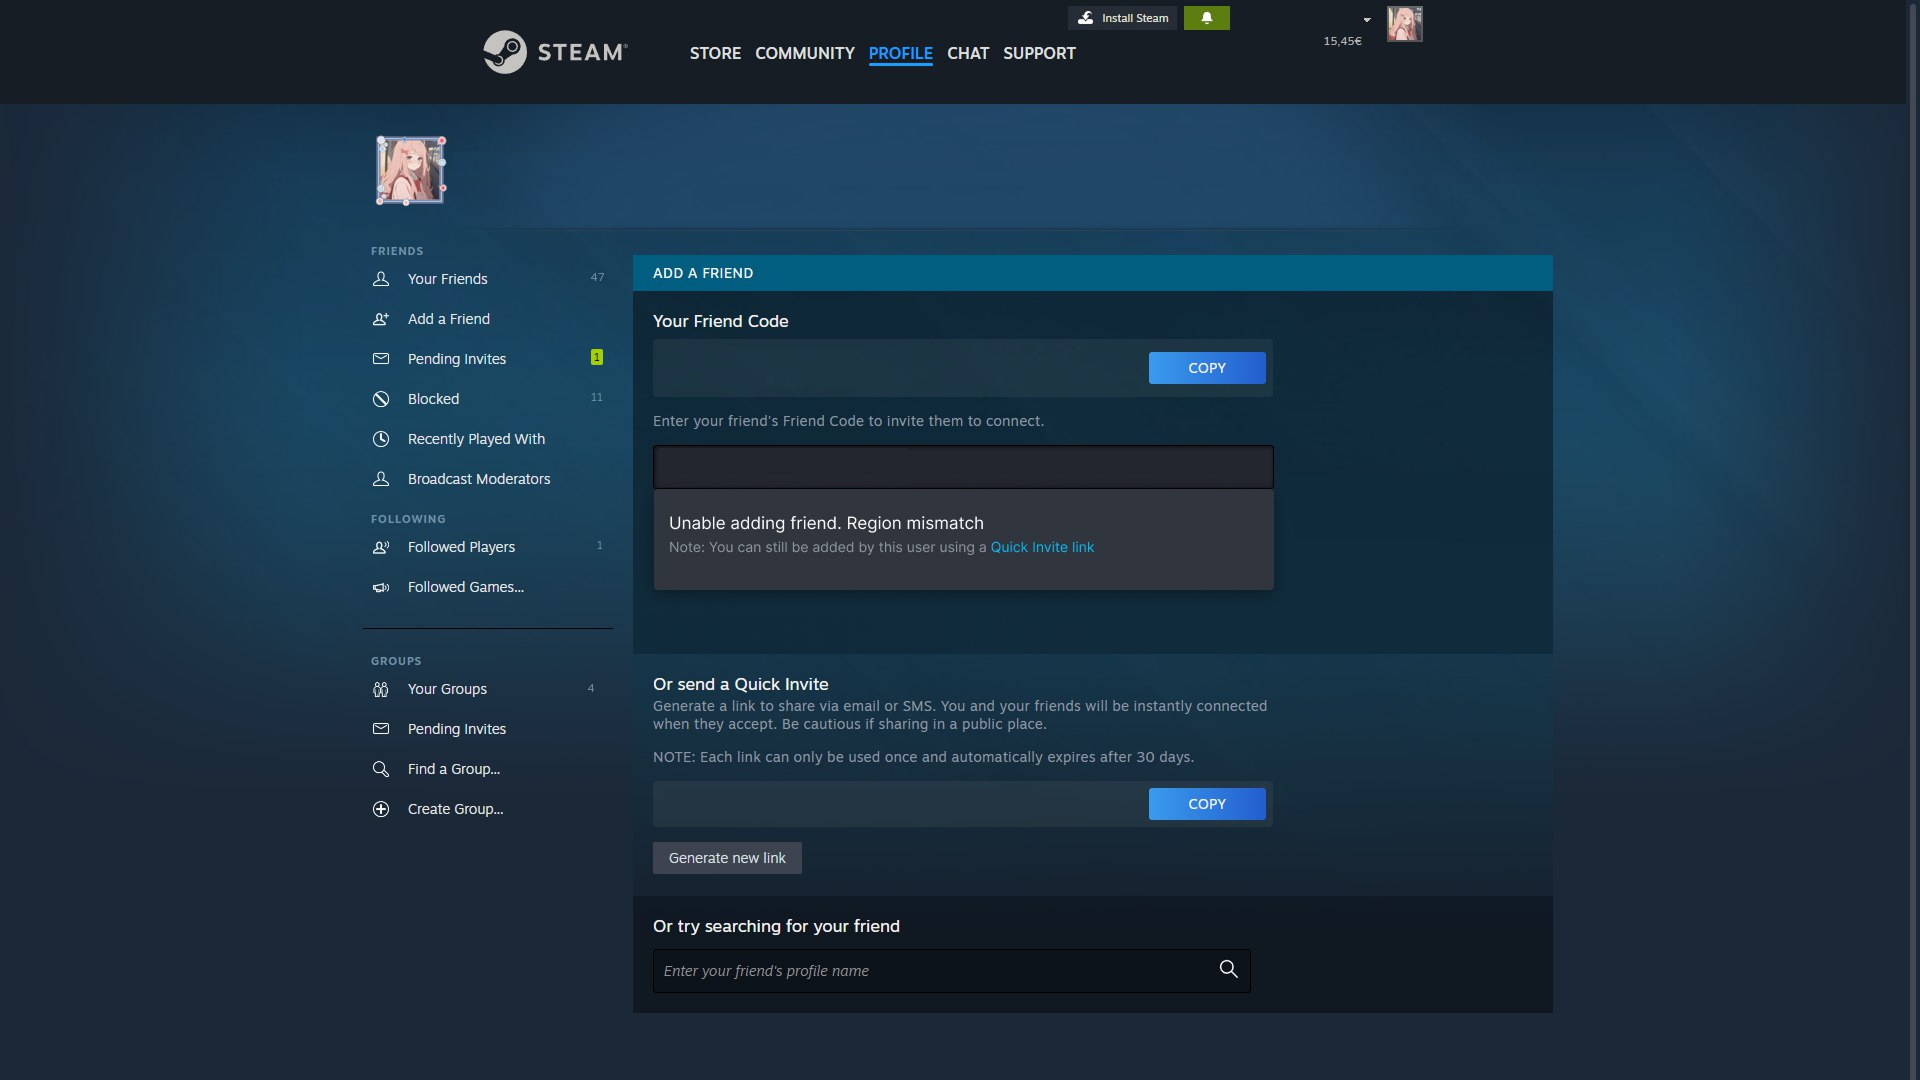 Install Steam
15,45€
STEAM®
STORE COMMUNITY PROFILE CHAT SUPPORT
FRIENDS
Your Friends 47
Add a Friend
Pending Invites 1
Blocked 11
Recently Played With
Broadcast Moderators
FOLLOWING
Followed Players 1
Followed Games...
GROUPS
Your Groups 4
Pending Invites
Find a Group...
Create Group...
ADD A FRIEND
Your Friend Code
COPY
Enter your friend's Friend Code to invite them to connect.
Unable adding friend. Region mismatch
Note: You can still be added by this user using a Quick Invite link
Or send a Quick Invite
Generate a link to share via email or SMS. You and your friends will be instantly connected
when they accept. Be cautious if sharing in a public place.
NOTE: Each link can only be used once and automatically expires after 30 days.
COPY
Generate new link
Or try searching for your friend
Enter your friend's profile name